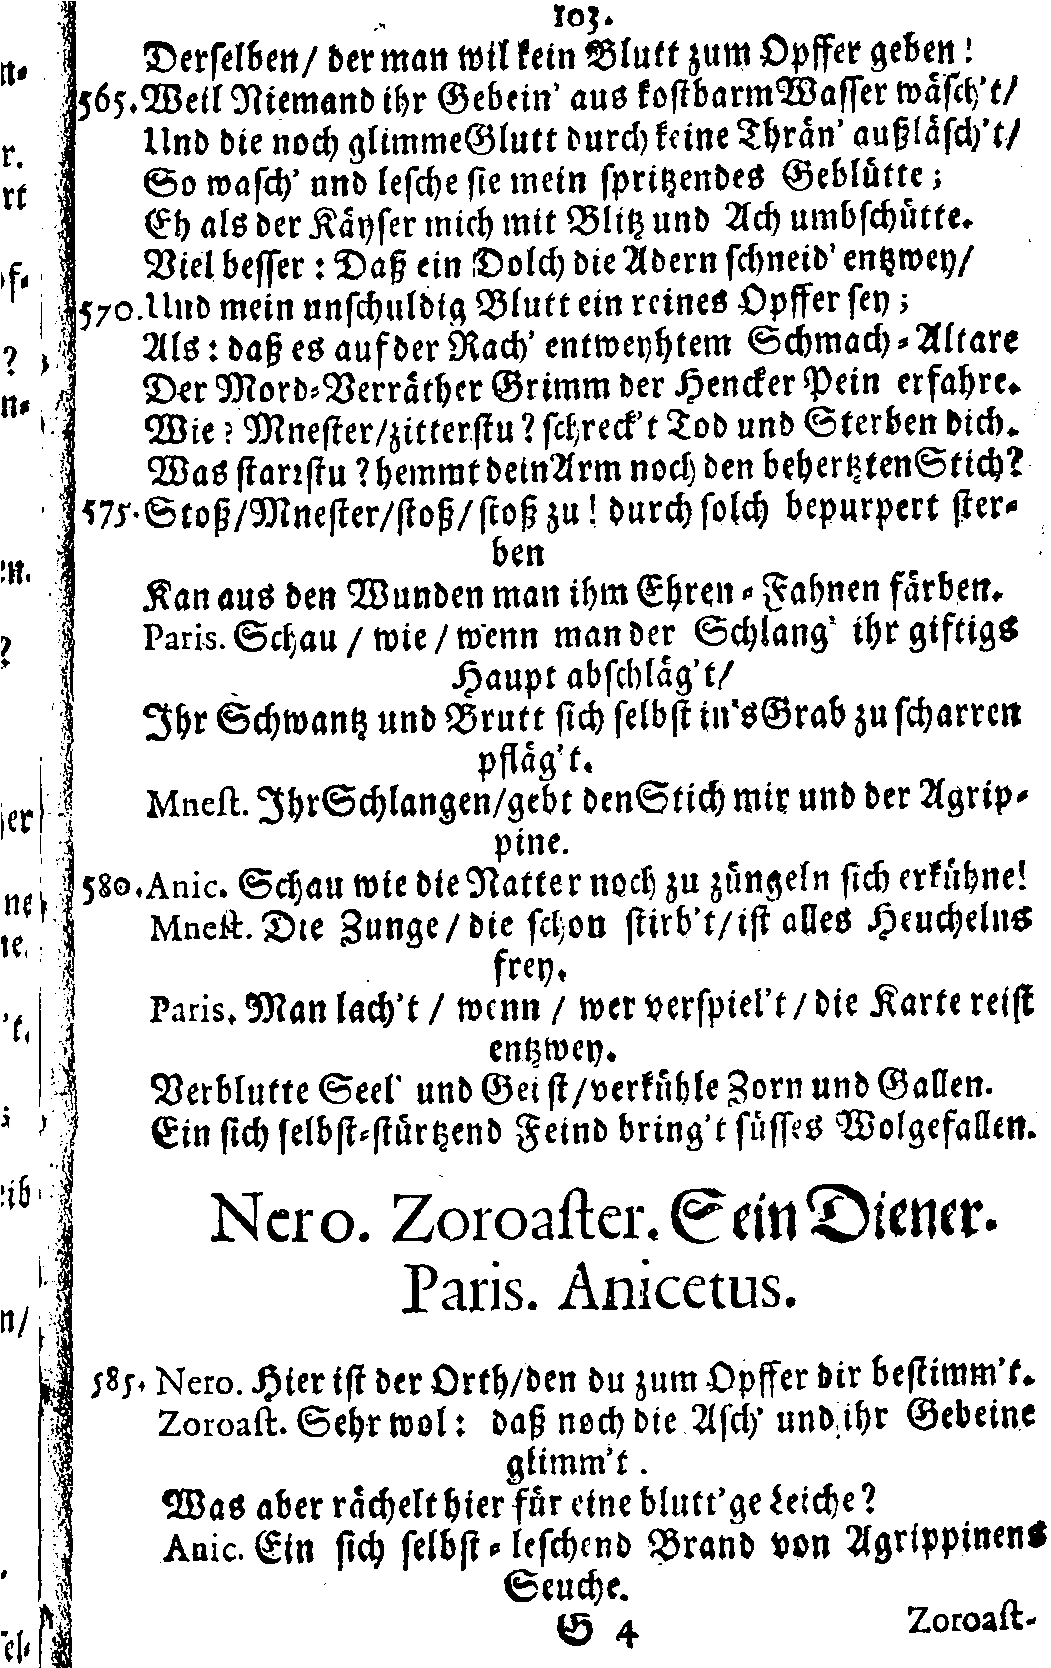 103.
Derselben/ der man wil kein Blutt zum Opffer geben!
565. Weil Niemand ihr Gebein' aus kostbarm Wasser wäsch't/
Und die noch glimme Glutt durch keine Thrän' außläsch't/
So wasch' und lesche sie mein spritzendes Geblütte;
Eh als der Käyser mich mit Blitz und Ach umbschütte.
Viel besser: Daß ein Dolch die Adern schneid' entzwey/
570. Und mein unschuldig Blutt ein reines Opffer sey;
Als: daß es auf der Rach' entweyhtem Schmach-Altare
Der Mord-Verräther Grimm der Hencker Pein erfahre.
Wie? Mnester/zitterstu? schreck't Tod und Sterben dich.
Was starrstu? hemmt dein Arm noch den behertzten Stich?
575. Stoß/Mnester/stoß/stoß zu! durch solch bepurpert ster-
ben
Kan aus den Wunden man ihm Ehren-Fahnen färben.
Paris. Schau/ wie/ wenn man der Schlang' ihr giftigs
Haupt abschläg't/
Ihr Schwantz und Brutt sich selbst in's Grab zu scharren
pfläg't.
Mnest. Ihr Schlangen/gebt den Stich mir und der Agrip-
pine.
580. Anic. Schau wie die Natter noch zu züngeln sich erkühne!
Mnest. Die Zunge/ die schon stirb't/ist alles Heuchelns
frey.
Paris. Man lach't/ wenn/ wer verspiel't/die Karte reist
entzwey.
Verblutte Seel' und Geist/verkühle Zorn und Gallen.
Ein sich selbst-stürtzend Feind bring't süsses Wolgefallen.
Nero. Zoroaster. Sein Diener.
Paris. Anicetus.
585. Nero. Hier ist der Orth/den du zum Opffer dir bestimm't.
Zoroast. Sehr wol: daß noch die Asch' und ihr Gebeine
glimm't.
Was aber rächelt hier für eine blutt'ge Leiche?
Anic. Ein sich selbst-leschend Brand von Agrippinens
Seuche.
G 4 Zoroast-